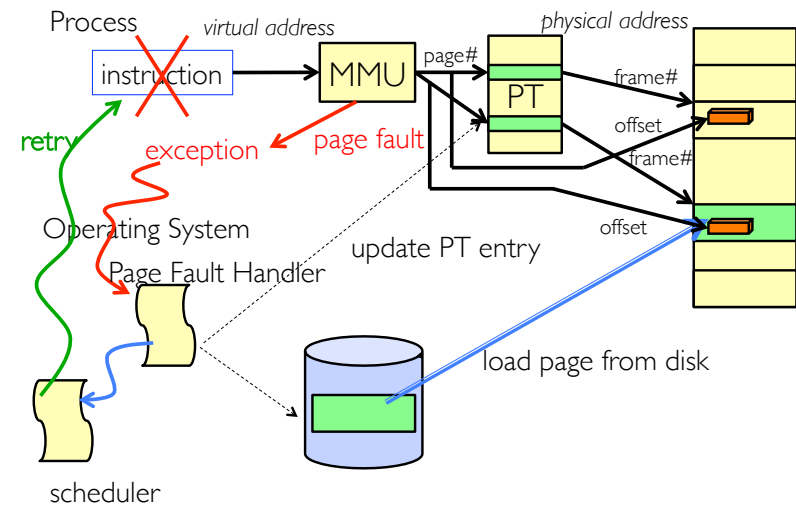 Process
virtual address
physical address
instruction
MMU
page#
PT
frame#
retry
exception
page fault
offset
frame#
Operating System
Page Fault Handler
update PT entry
offset
load page from disk
scheduler